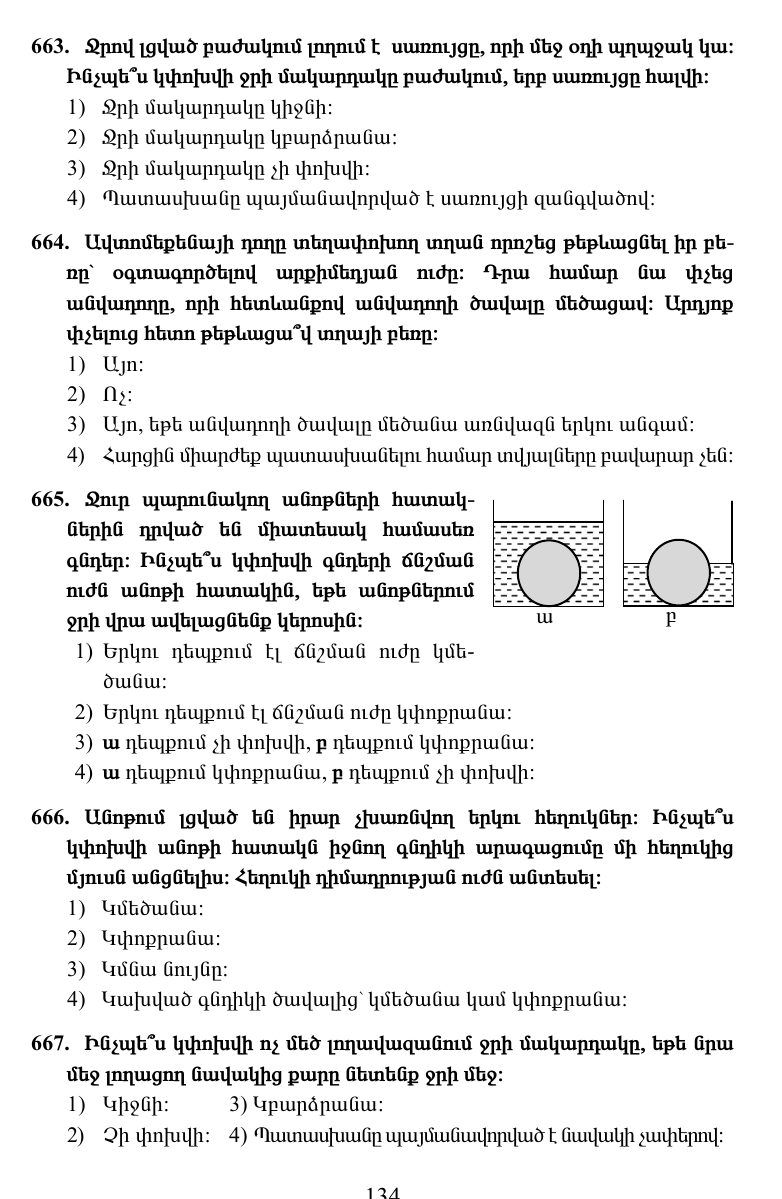 663. Ջրով լցված բաժակում լողում է սառույցը, որի մեջ օդի պղպջակ կա:
Ինչպե՞ս կփոխվի ջրի մակարդակը բաժակում, երբ սառույցը հալվի:
1) Ջրի մակարդակը կիջնի:
2) Ջրի մակարդակը կբարձրանա:
3) Ջրի մակարդակը չի փոխվի:
4) Պատասխանը պայմանավորված է սառույցի զանգվածով:
664. Ավտոմեքենայի դողը տեղափոխող տղան որոշեց թեթևացնել իր բե-
ռը՝ օգտագործելով արքիմեդյան ուժը: Դրա համար նա փչեց
անվադողը, որի հետևանքով անվադողի ծավալը մեծացավ: Արդյոք
փչելուց հետո թեթևացա՞վ տղայի բեռը:
1) Այո:
2) Ոչ:
3) Այո, եթե անվադողի ծավալը մեծանա առնվազն երկու անգամ:
4) Հարցին միարժեք պատասխանելու համար տվյալները բավարար չեն:
665. Ջուր պարունակող անոթների հատակ-
ներին դրված են միատեսակ համասեռ
գնդեր: Ինչպե՞ս կփոխվի գնդերի ճնշման
ուժն անոթի հատակին, եթե անոթներում
ջրի վրա ավելացնենք կերոսին:
1) Երկու դեպքում էլ ճնշման ուժը կմե-
ծանա:
2) Երկու դեպքում էլ ճնշման ուժը կփոքրանա:
3) ա դեպքում չի փոխվի, բ դեպքում կփոքրանա:
4) ա դեպքում կփոքրանա, բ դեպքում չի փոխվի:
ա բ
666. Անոթում լցված են իրար չխառնվող երկու հեղուկներ: Ինչպե՞ս
կփոխվի անոթի հատակն իջնող գնդիկի արագացումը մի հեղուկից
մյուսն անցնելիս: Հեղուկի դիմադրության ուժն անտեսել:
1) Կմեծանա:
2) Կփոքրանա:
3) Կմնա նույնը:
4) Կախված գնդիկի ծավալից՝ կմեծանա կամ կփոքրանա:
667. Ինչպե՞ս կփոխվի ոչ մեծ լողավազանում ջրի մակարդակը, եթե նրա
մեջ լողացող նավակից քարը նետենք ջրի մեջ:
1) Կիջնի: 3) Կբարձրանա:
2) Չի փոխվի: 4) Պատասխանը պայմանավորված է նավակի չափերով:
134